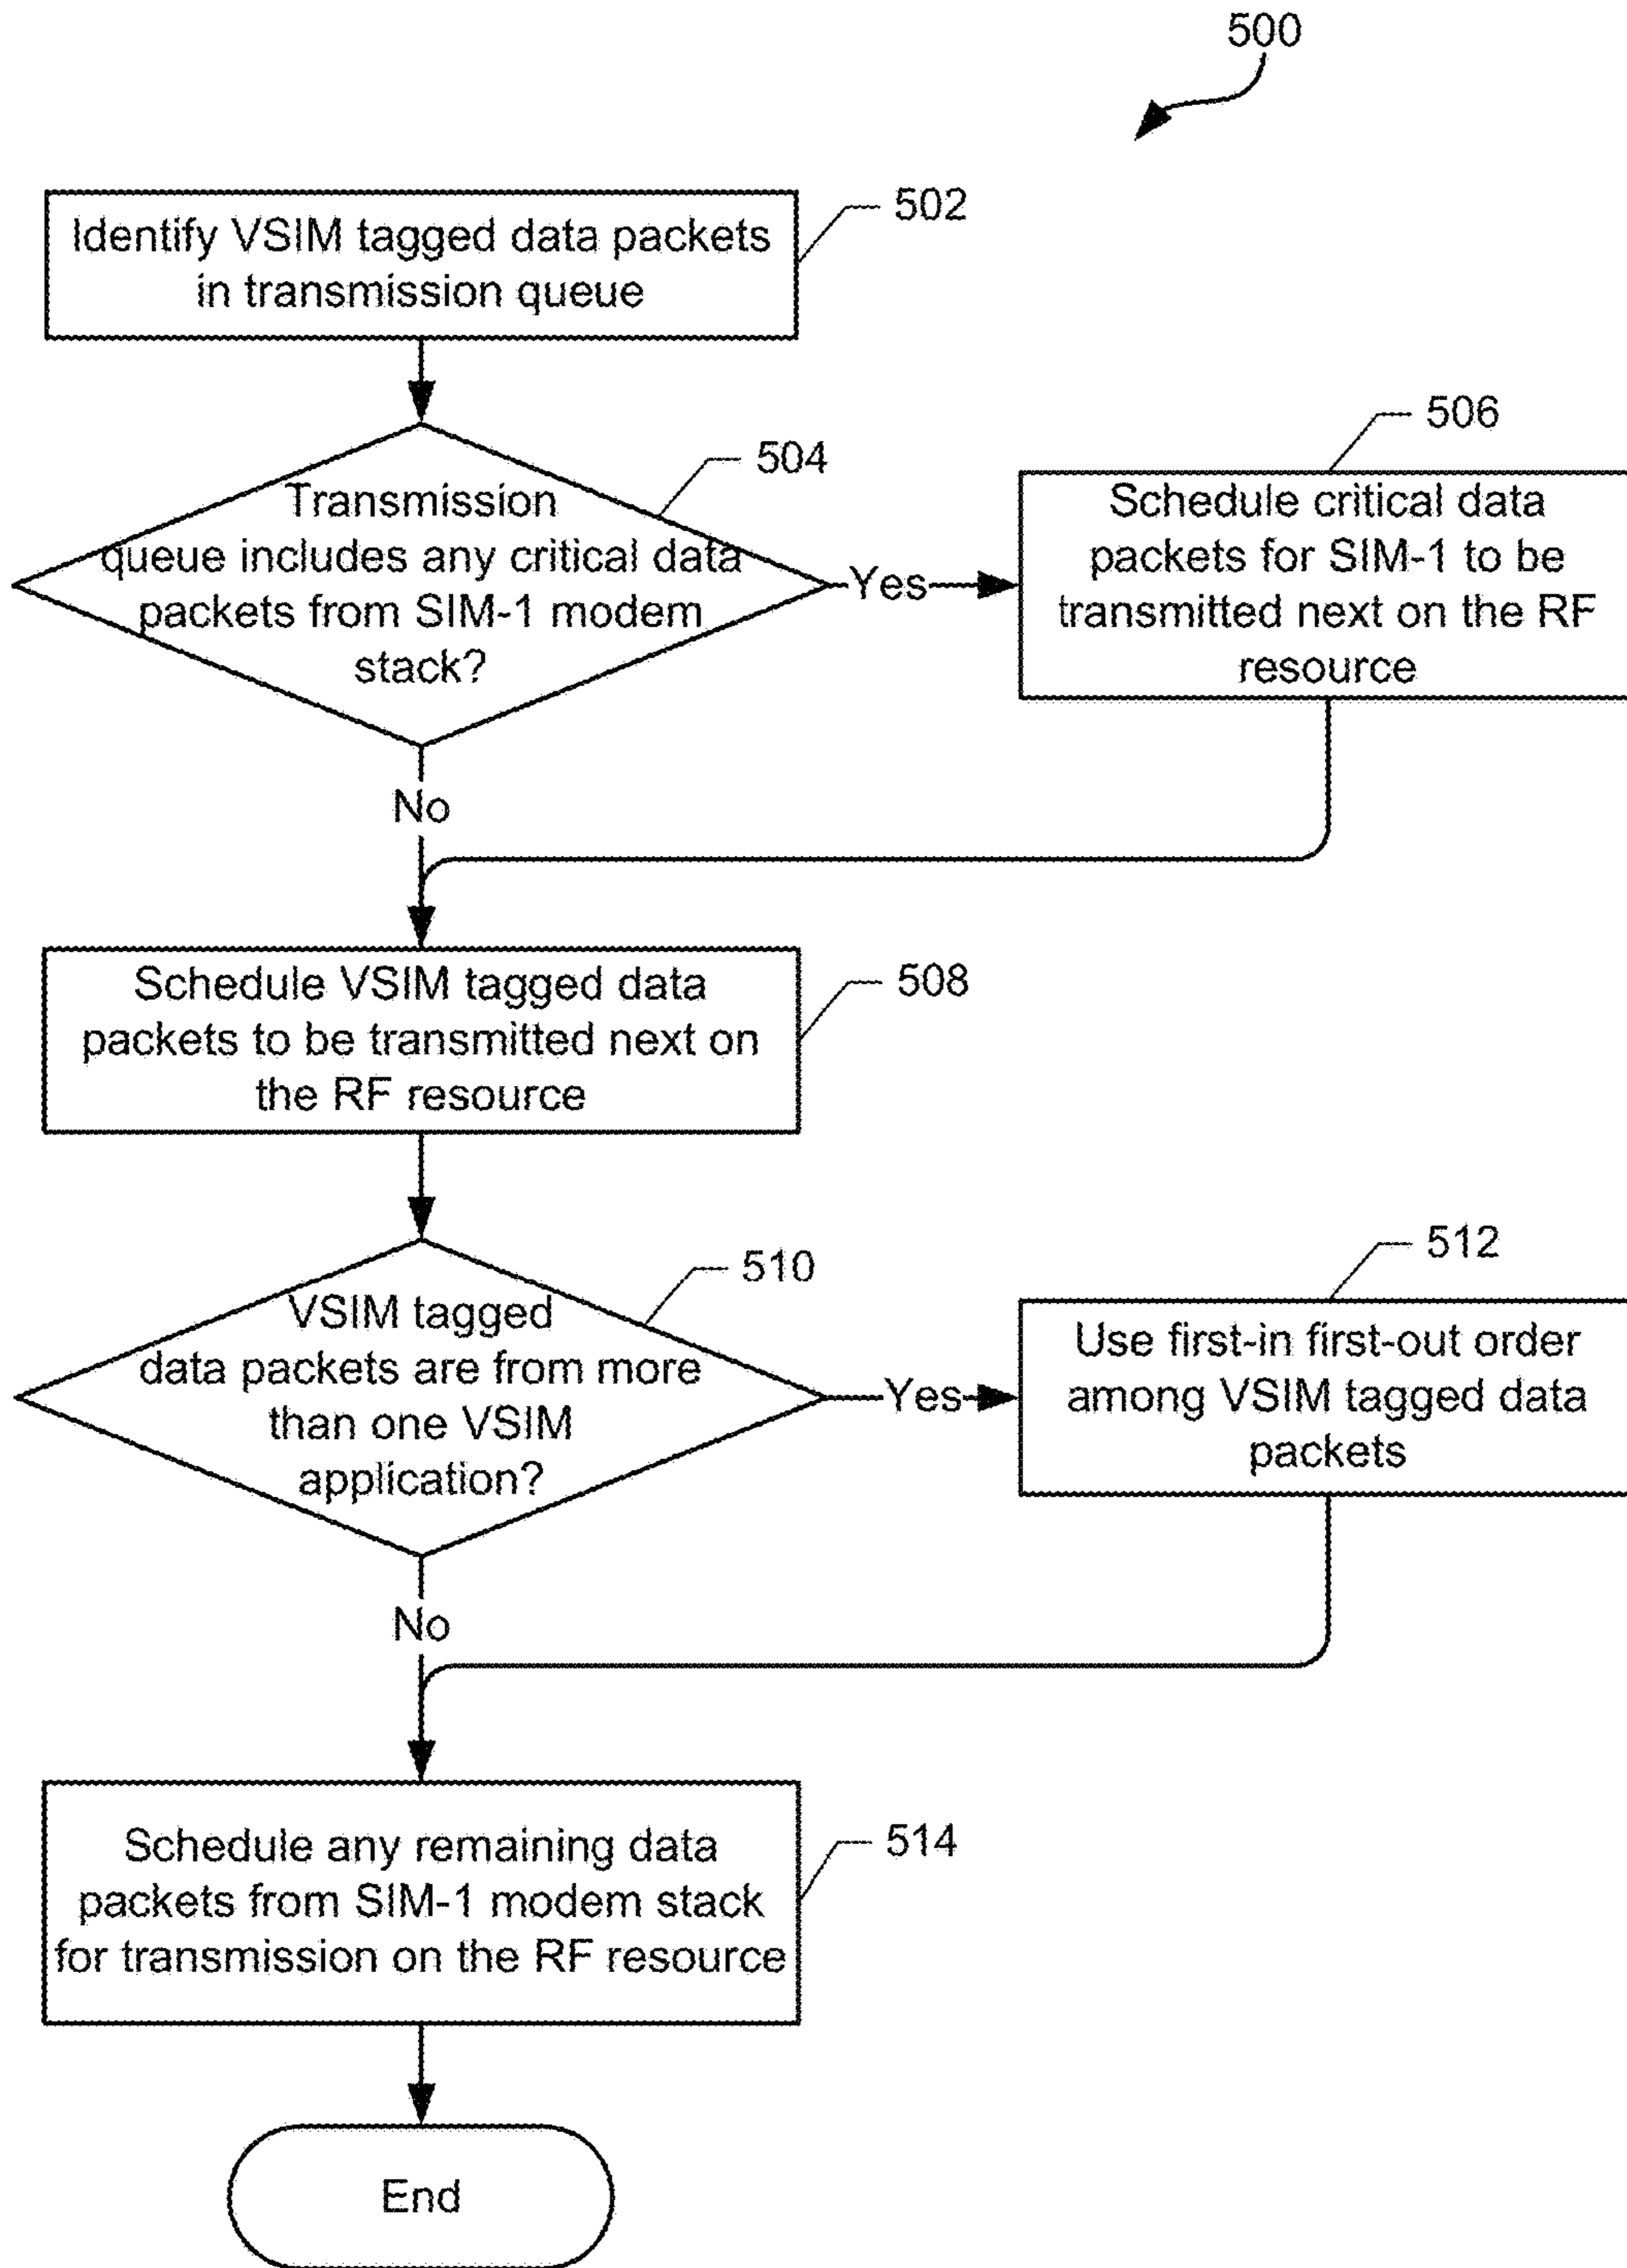 500
Identify VSIM tagged data packets
in transmission queue
502
Transmission
queue includes any critical data
packets from SIM-1 modem
stack?
504
Yes
Schedule critical data
packets for SIM-1 to be
transmitted next on the RF
resource
506
No
Schedule VSIM tagged data
packets to be transmitted next on
the RF resource
508
VSIM tagged
data packets are from more
than one VSIM
application?
510
Yes
Use first-in first-out order
among VSIM tagged data
packets
512
No
Schedule any remaining data
packets from SIM-1 modem stack
for transmission on the RF resource
514
End